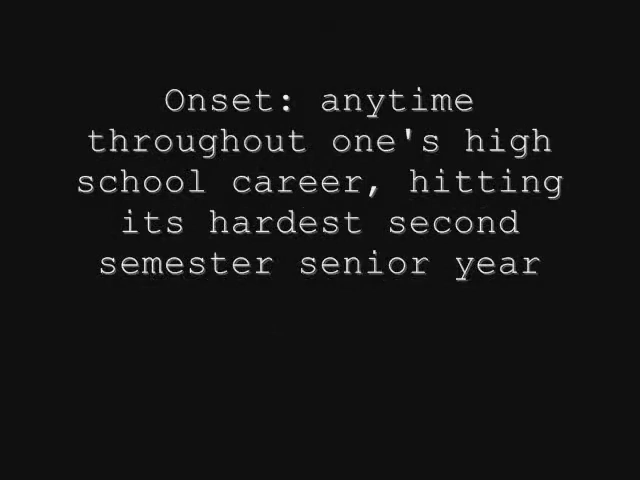 Onset: anytime
throughout one's high
school career, hitting
its hardest second
semester senior year